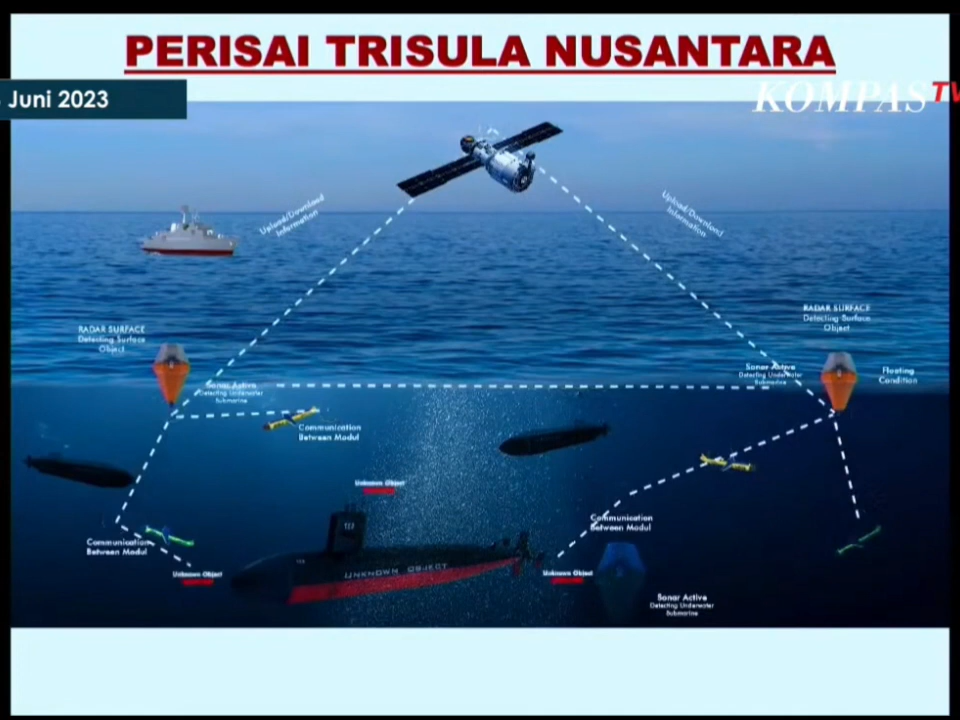 PERISAI TRISULA NUSANTARA
Juni 2023
KOMPAS TV
Upload/Download
Information
Upload/Download
Information
RADAR SURFACE
Detecting Surface
Object
RADAR SURFACE
Detecting Surface
Object
Sonar Active
Detecting Underwater
Submarine
Sonar Active
Detecting Underwater
Submarine
Floating
Condition
Communication
Between Modul
Unknown Object
Communication
Between Modul
Communication
Between Modul
123
UNKNOWN OBJECT
Unknown Object
Unknown Object
Sonar Active
Detecting Underwater
Submarine